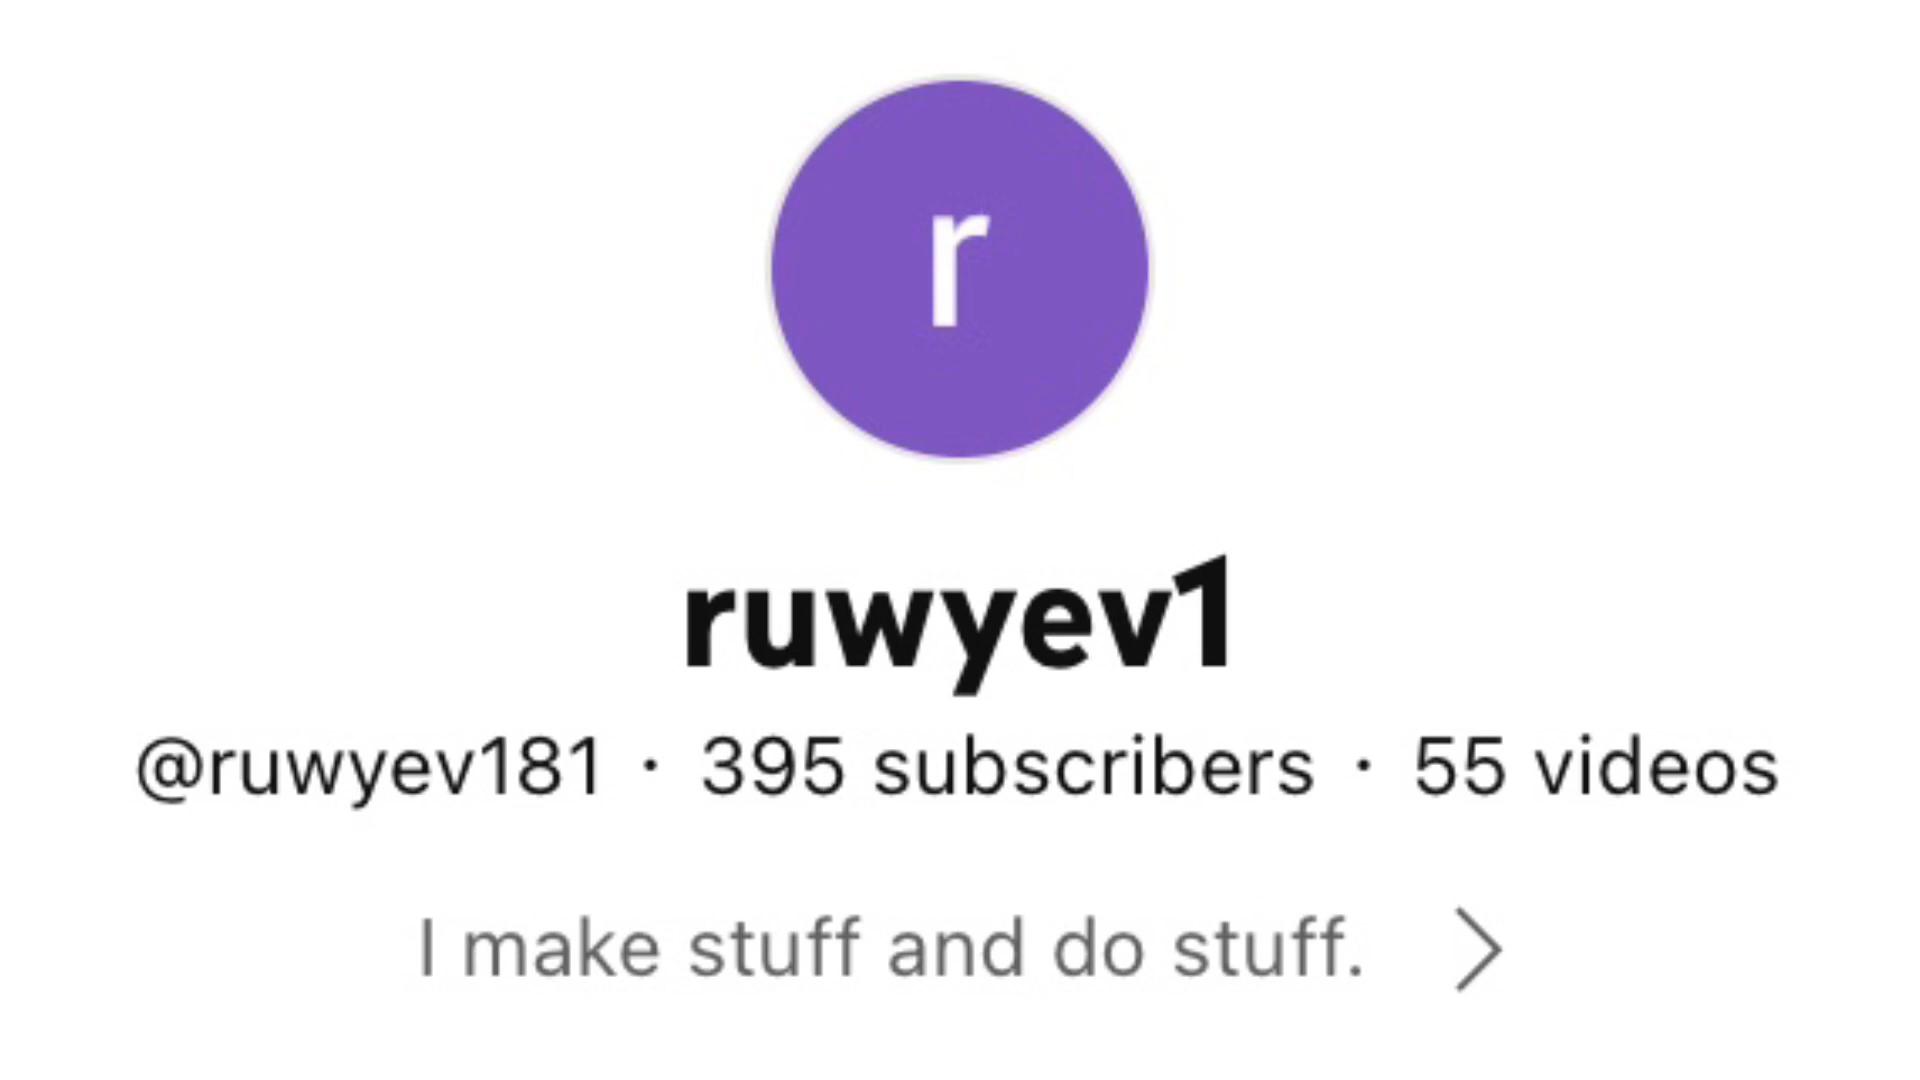 r
ruwyev1
@ruwyev181 · 395 subscribers · 55 videos
I make stuff and do stuff.